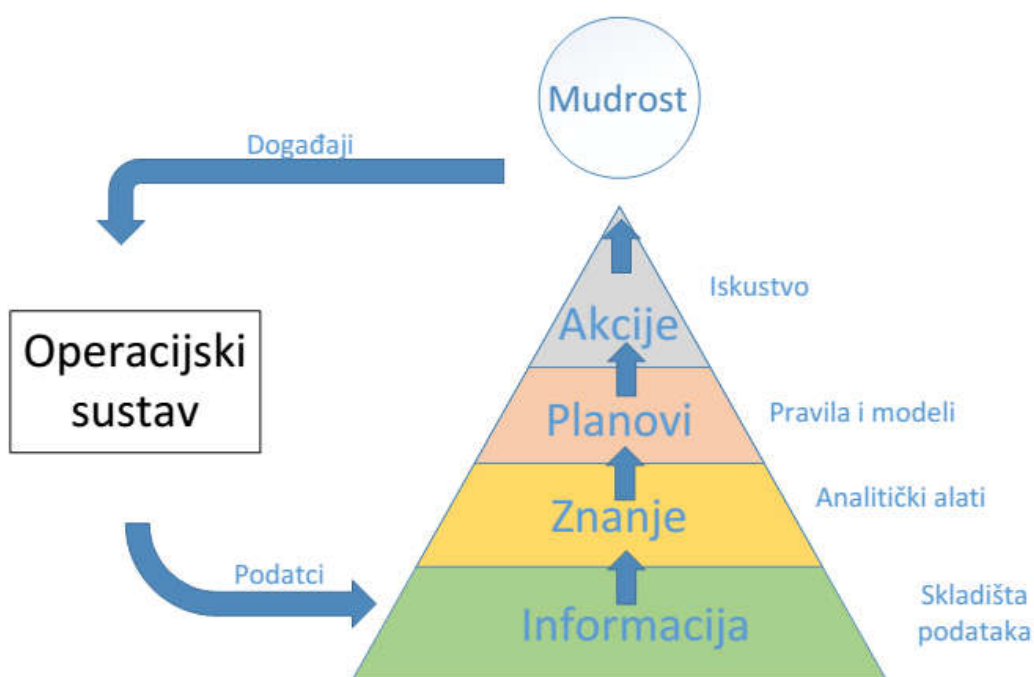 Mudrost
Događaji
Iskustvo
Akcije
Operacijski
sustav
Planovi
Pravila i modeli
Znanje
Analitički alati
Podatci
Informacija
Skladišta
podataka